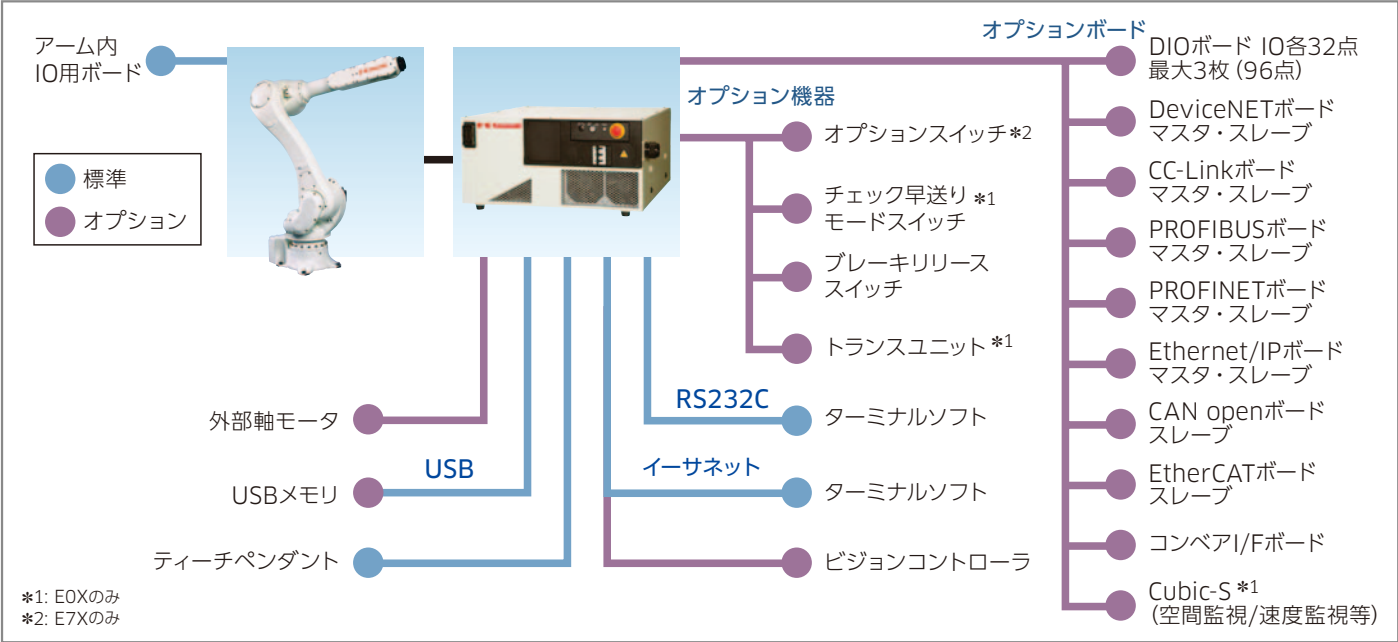 アーム内
IO用ボード
標準
オプション
オプションボード
DIOボード IO各32点
最大3枚 (96点)
DeviceNETボード
マスタ・スレーブ
CC-Linkボード
マスタ・スレーブ
PROFIBUSボード
マスタ・スレーブ
PROFINETボード
マスタ・スレーブ
Ethernet/IPボード
マスタ・スレーブ
CAN openボード
スレーブ
EtherCATボード
スレーブ
コンベアI/Fボード
Cubic-S *1
(空間監視/速度監視等)
オプション機器
オプションスイッチ*2
チェック早送り *1
モードスイッチ
ブレーキリリース
スイッチ
トランスユニット *1
RS232C
ターミナルソフト
イーサネット
ターミナルソフト
ビジョンコントローラ
外部軸モータ
USB
USBメモリ
ティーチペンダント
*1: E0Xのみ
*2: E7Xのみ